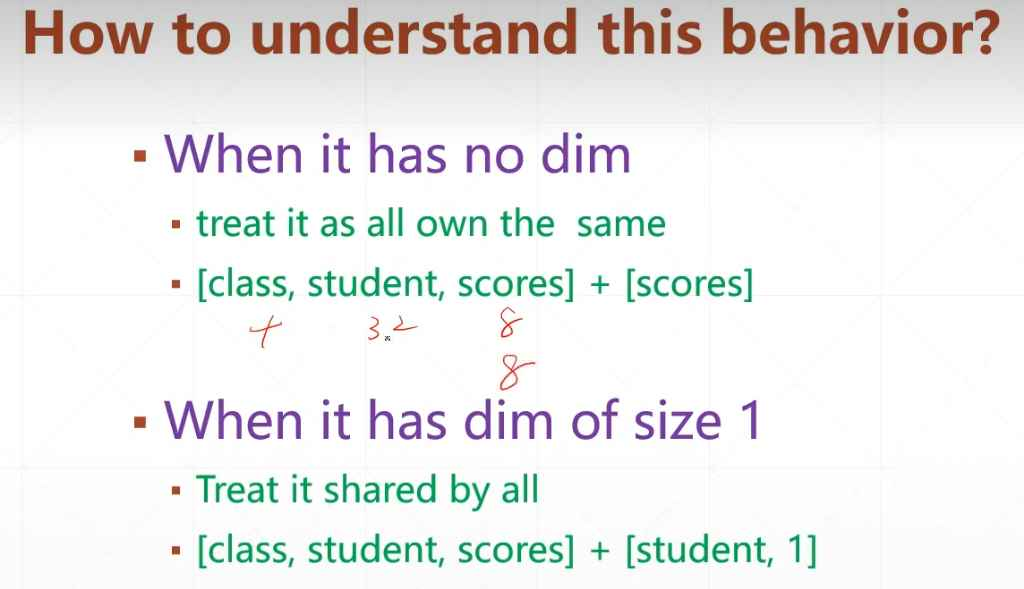 How to understand this behavior?
▪ When it has no dim
▪ treat it as all own the same
▪ [class, student, scores] + [scores]
32 8
8
▪ When it has dim of size 1
▪ Treat it shared by all
▪ [class, student, scores] + [student, 1]